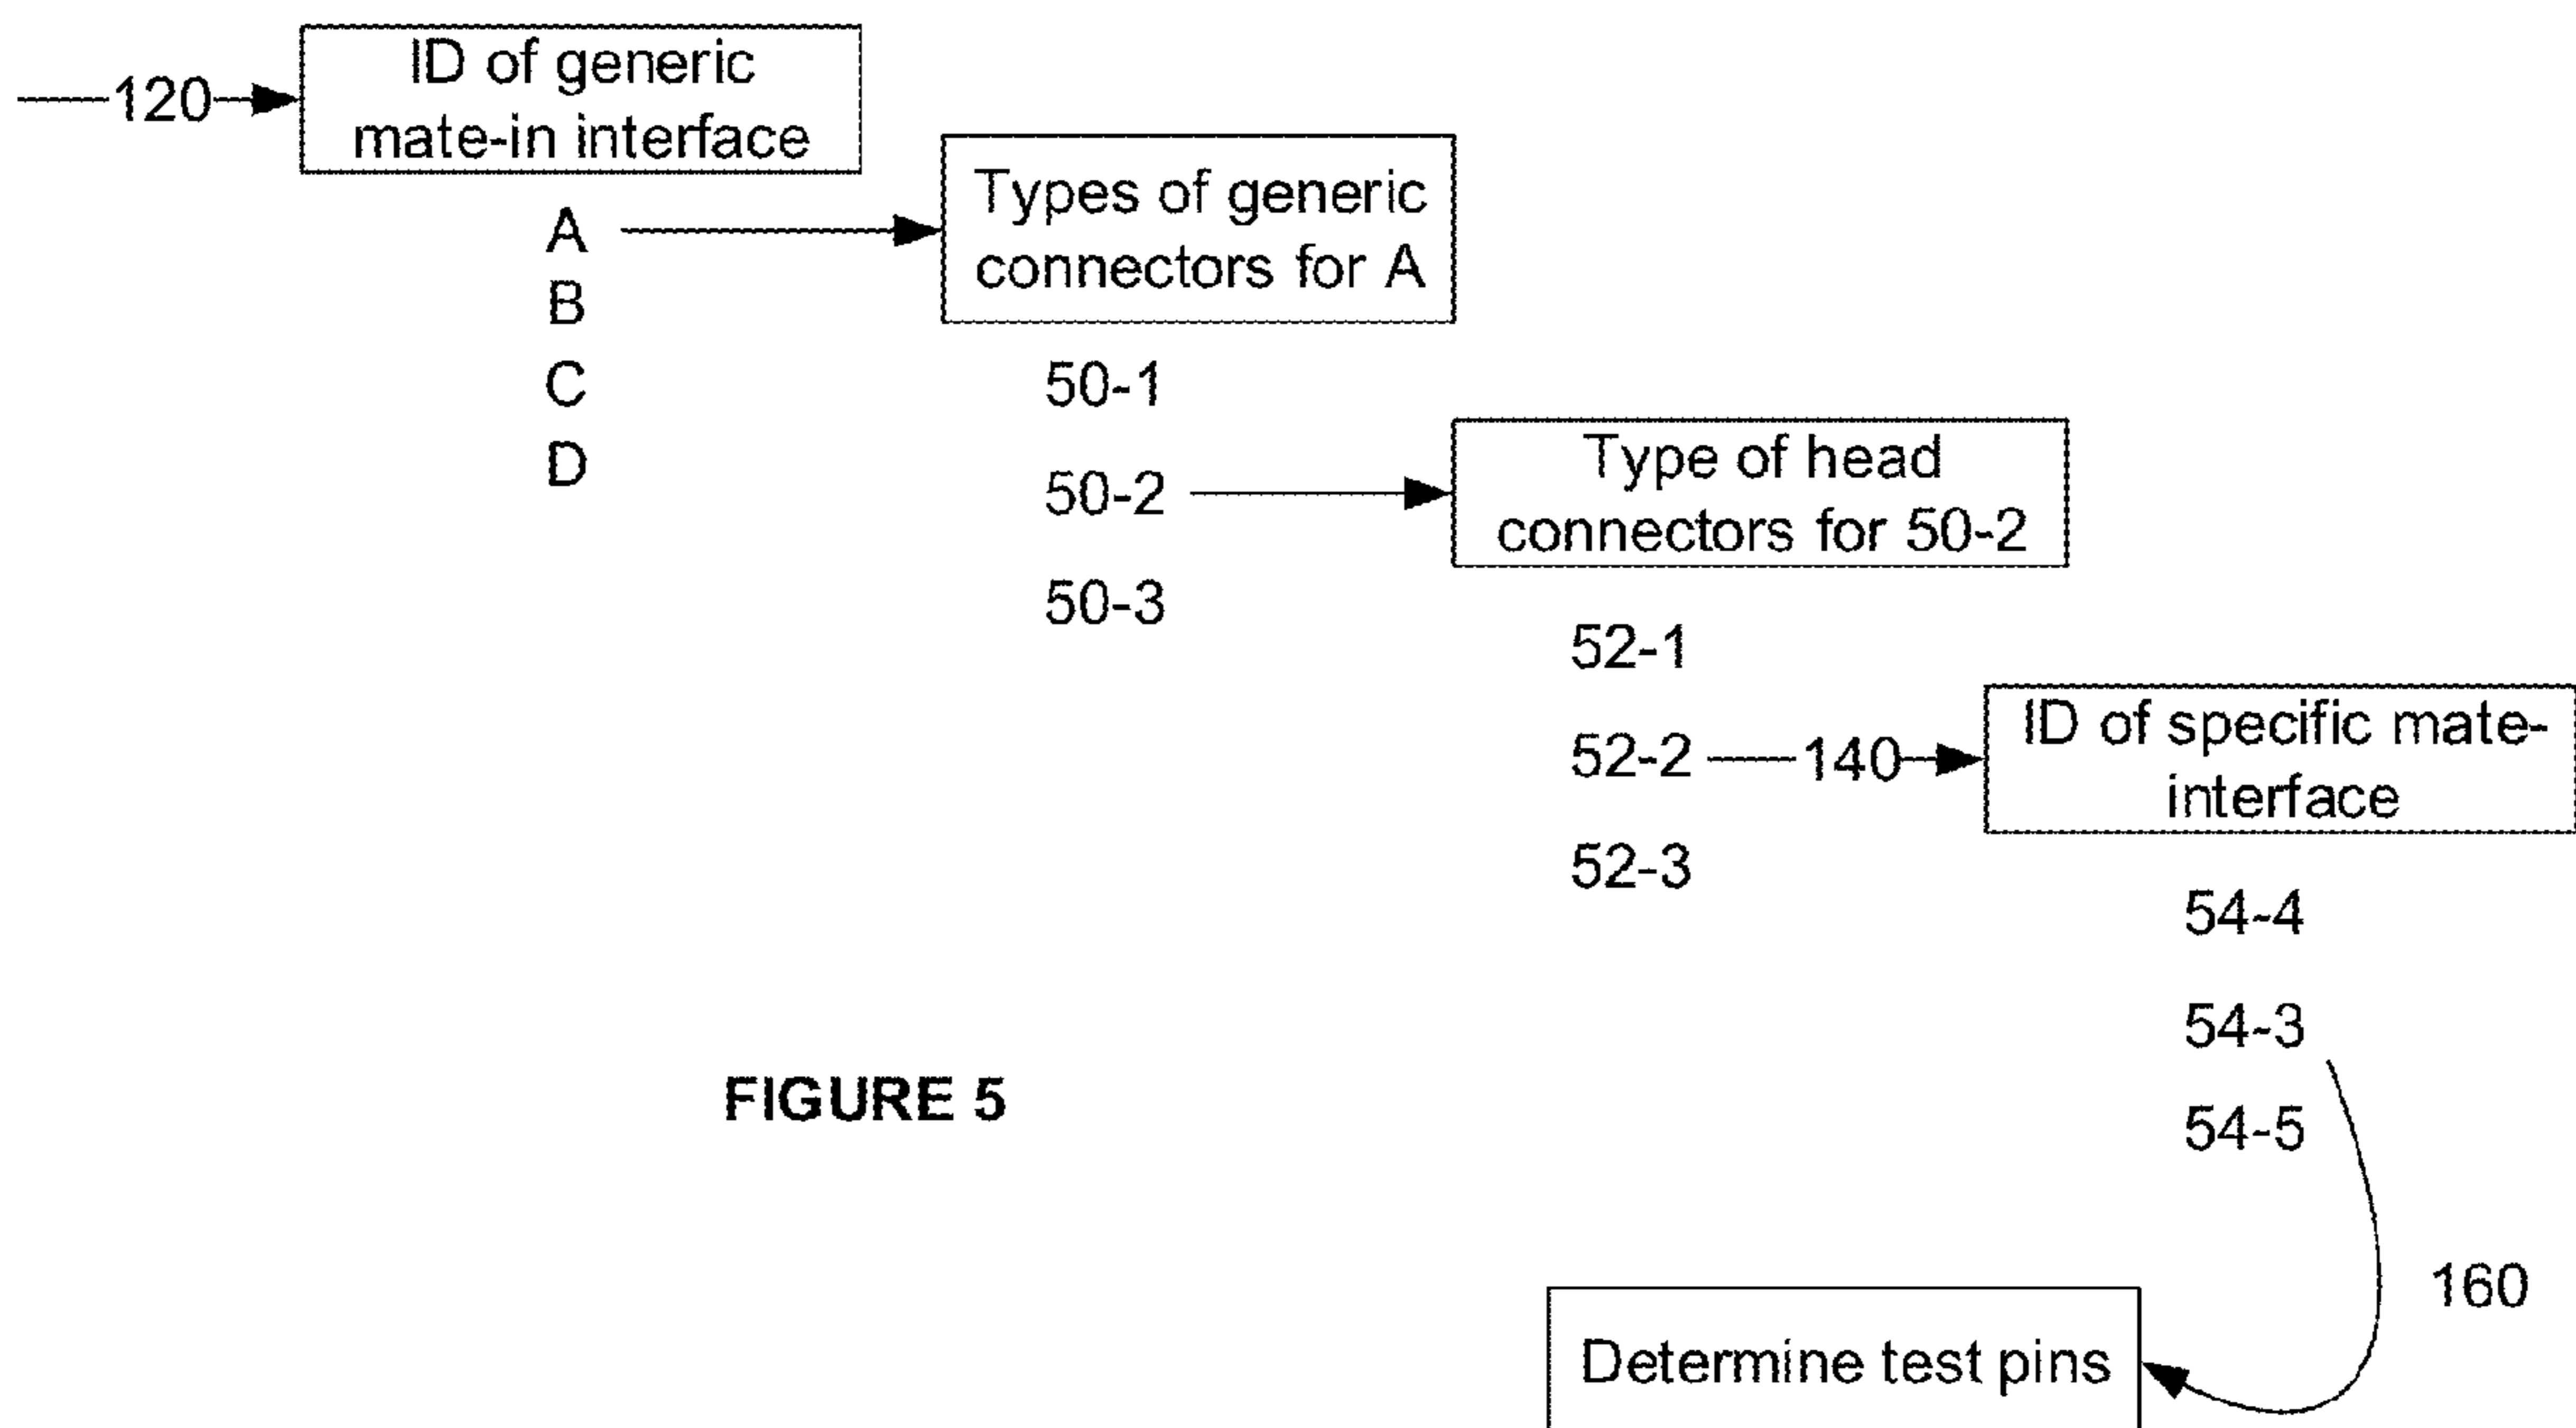 ID of generic
120
mate-in interface
Types of generic
A
connectors for A
B
C
50-1
D
Type of head
50-2
connectors for 50-2
50-3
52-1
ID of specific mate-
52-2
140
interface
52-3
54-4
54-3
FIGURE 5
54-5
160
Determine test pins